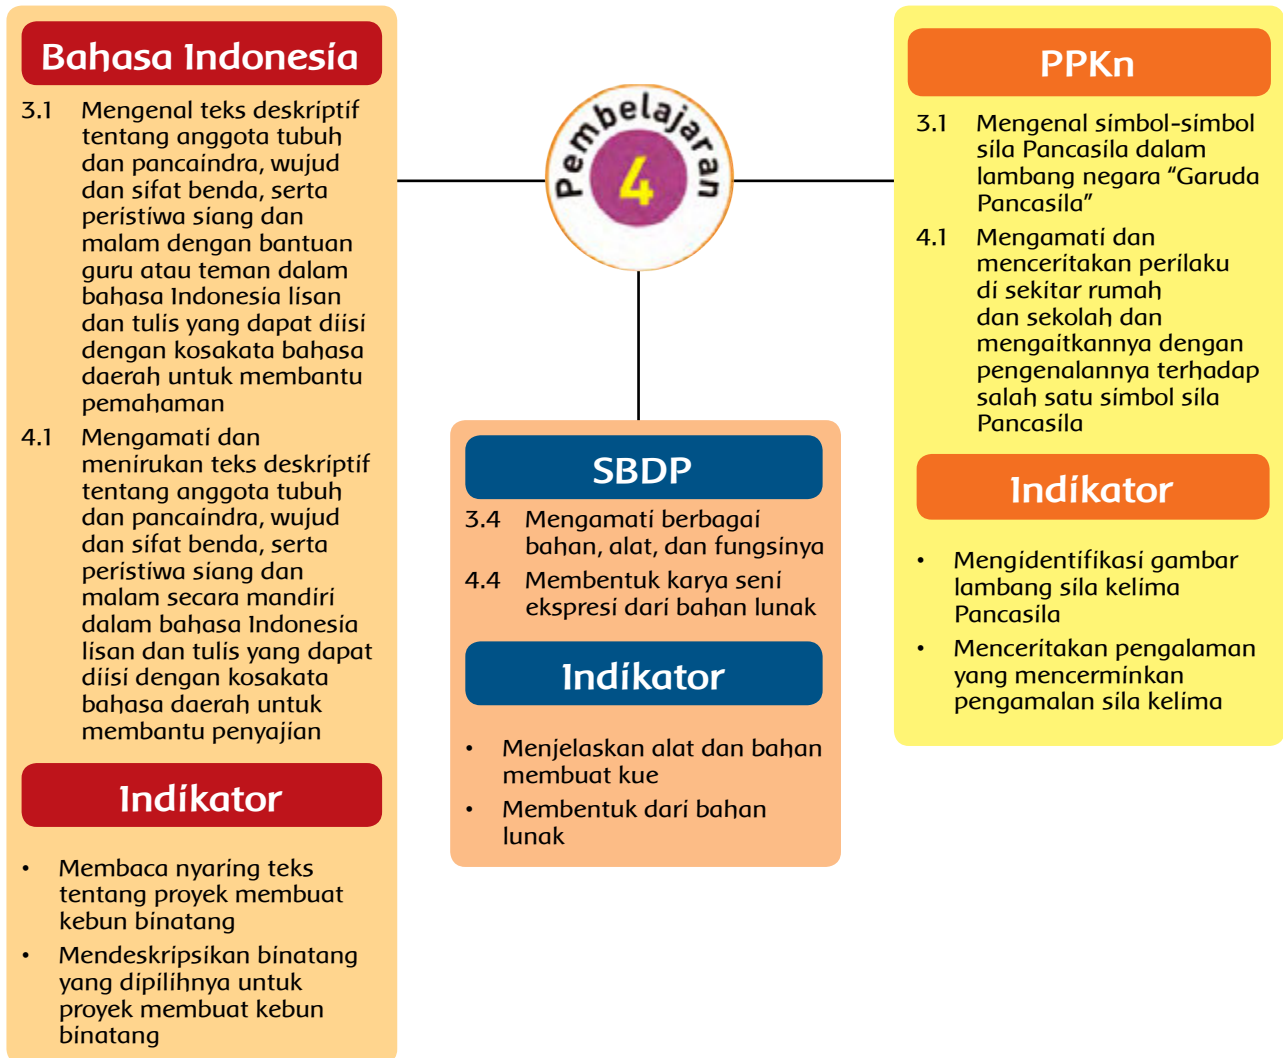 Bahasa Indonesia
3.1 Mengenal teks deskriptif
tentang anggota tubuh
dan pancaindra, wujud
dan sifat benda, serta
peristiwa siang dan
malam dengan bantuan
guru atau teman dalam
bahasa Indonesia lisan
dan tulis yang dapat diisi
dengan kosakata bahasa
daerah untuk membantu
pemahaman
4.1 Mengamati dan
menirukan teks deskriptif
tentang anggota tubuh
dan pancaindra, wujud
dan sifat benda, serta
peristiwa siang dan
malam secara mandiri
dalam bahasa Indonesia
lisan dan tulis yang dapat
diisi dengan kosakata
bahasa daerah untuk
membantu penyajian
Indikator
• Membaca nyaring teks
tentang proyek membuat
kebun binatang
• Mendeskripsikan binatang
yang dipilihnya untuk
proyek membuat kebun
binatang
Pembelajaran
4
SBDP
3.4 Mengamati berbagai
bahan, alat, dan fungsinya
4.4 Membentuk karya seni
ekspresi dari bahan lunak
Indikator
• Menjelaskan alat dan bahan
membuat kue
• Membentuk dari bahan
lunak
PPKn
3.1 Mengenal simbol-simbol
sila Pancasila dalam
lambang negara “Garuda
Pancasila”
4.1 Mengamati dan
menceritakan perilaku
di sekitar rumah
dan sekolah dan
mengaitkannya dengan
pengenalannya terhadap
salah satu simbol sila
Pancasila
Indikator
• Mengidentifikasi gambar
lambang sila kelima
Pancasila
• Menceritakan pengalaman
yang mencerminkan
pengamalan sila kelima